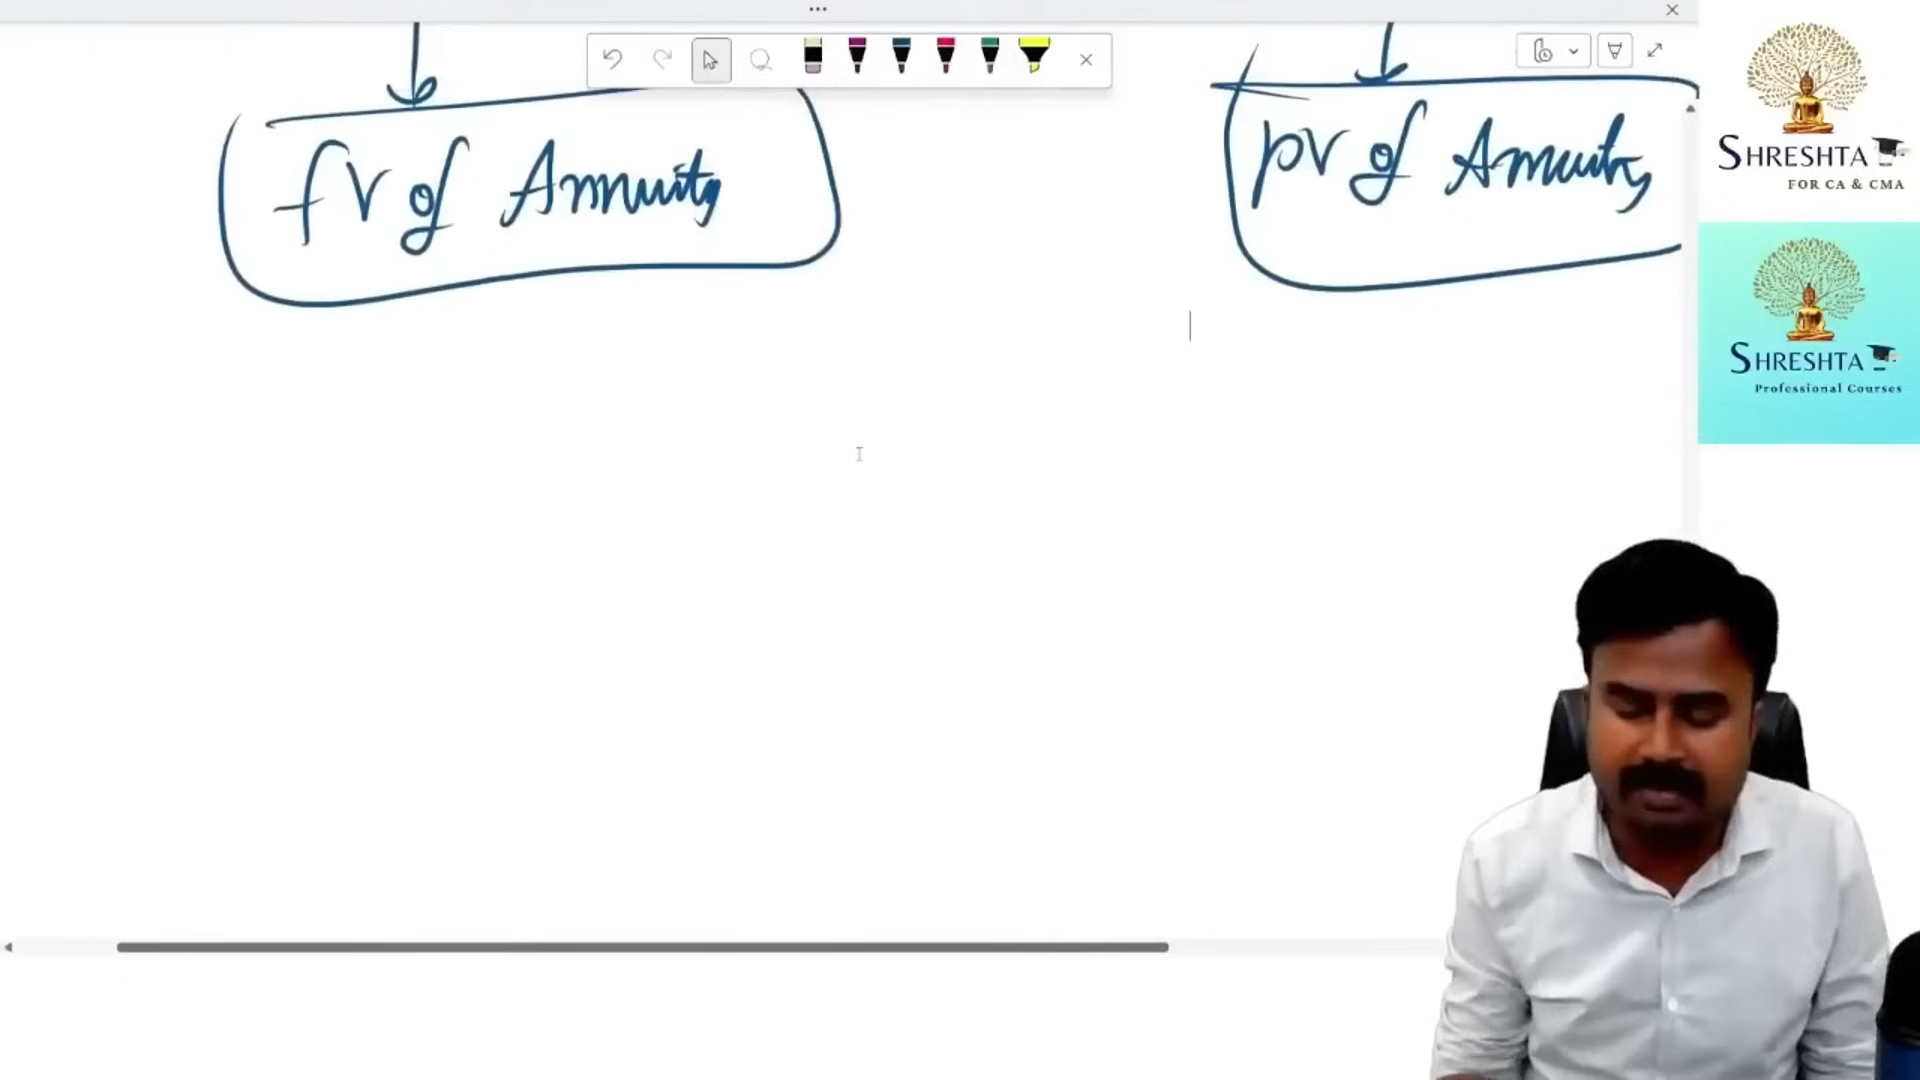 fv of Annuity
pv of Annuity
SHRESHTA
FOR CA & CMA
SHRESHTA
Professional Courses